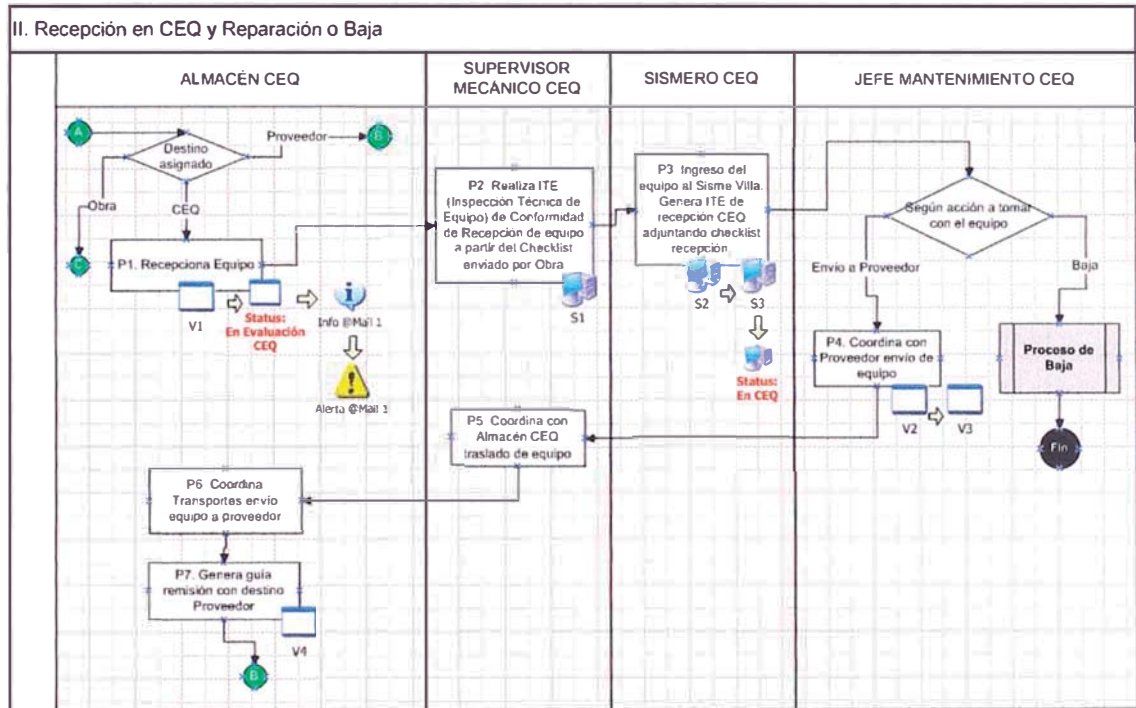 II. Recepción en CEQ y Reparación o Baja
ALMACÉN CEQ
SUPERVISOR
MECÁNICO CEQ
SISMERO CEQ
JEFE MANTENIMIENTO CEQ
A
Destino
asignado
Proveedor
B
Obra
CEQ
C
P1. Recepciona Equipo
V1
Status:
En Evaluación
CEQ
Info @Mail 1
Alerta @Mail 1
P2 Realiza ITE
(Inspección Técnica de
Equipo) de Conformidad
de Recepción de equipo
a partir del Checklist
enviado por Obra
S1
P3 Ingreso del
equipo al Sisme Villa.
Genera ITE de
recepción CEQ
adjuntando checklist
recepción
S2
S3
Status:
En CEQ
Según acción a tomar
con el equipo
Envío a Proveedor
Baja
P4. Coordina con
Proveedor envío de
equipo
V2
V3
Proceso de
Baja
Fin
P5 Coordina con
Almacén CEQ
traslado de equipo
P6 Coordina
Transportes envío
equipo a proveedor
P7. Genera guía
remisión con destino
Proveedor
V4
B